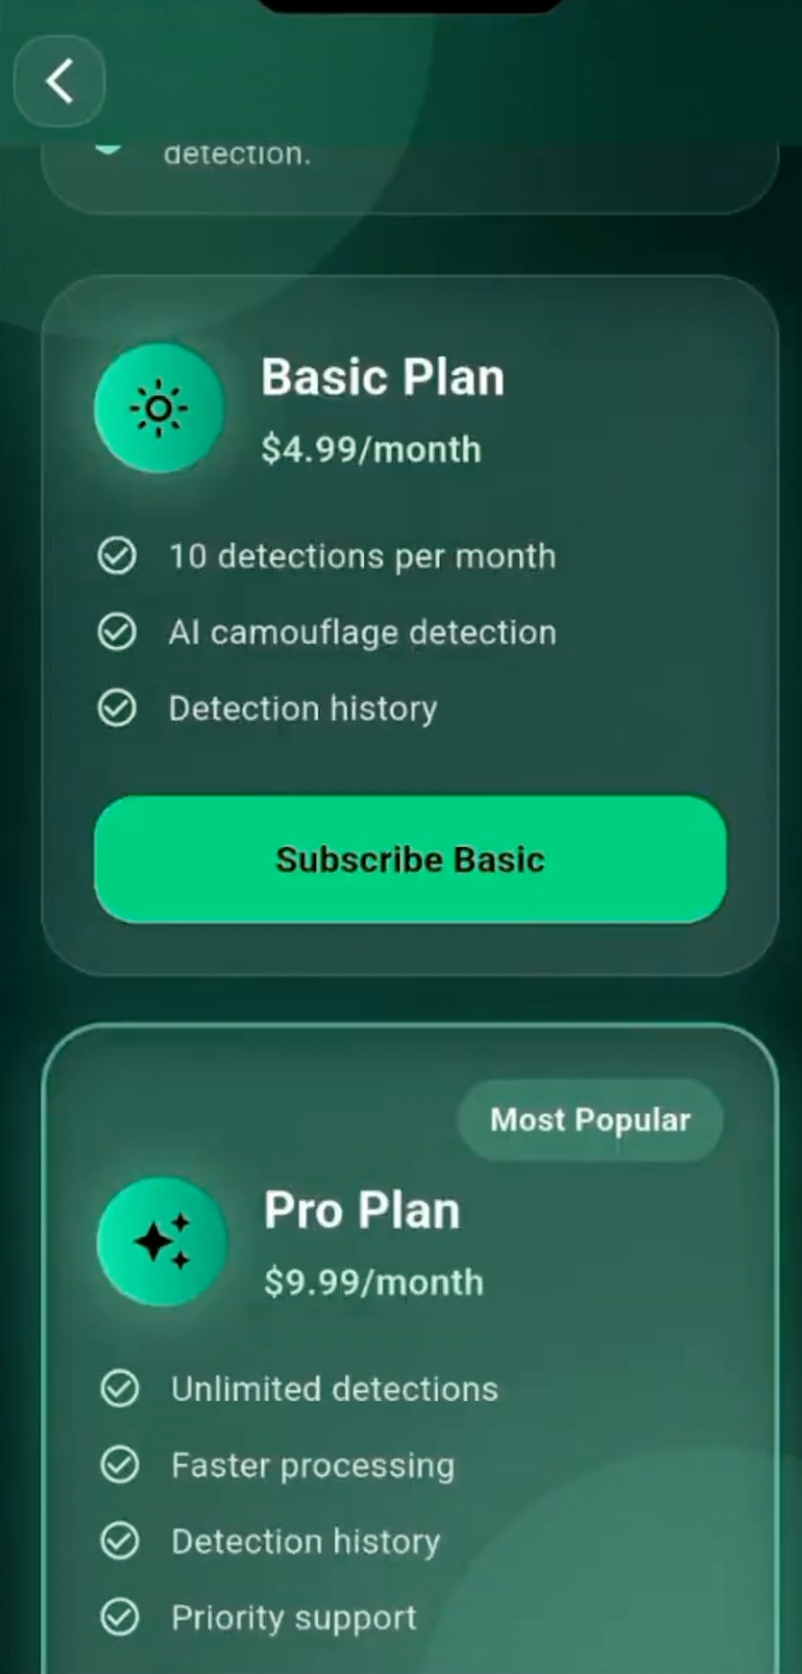 detection.
Basic Plan
$4.99/month
10 detections per month
AI camouflage detection
Detection history
Subscribe Basic
Most Popular
Pro Plan
$9.99/month
Unlimited detections
Faster processing
Detection history
Priority support